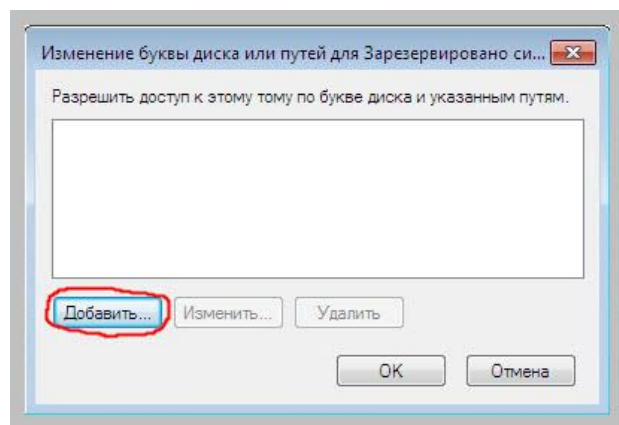 Изменение буквы диска или путей для Зарезервировано си...
Разрешить доступ к этому тому по букве диска и указанным путям.
Добавить... Изменить... Удалить
OK Отмена